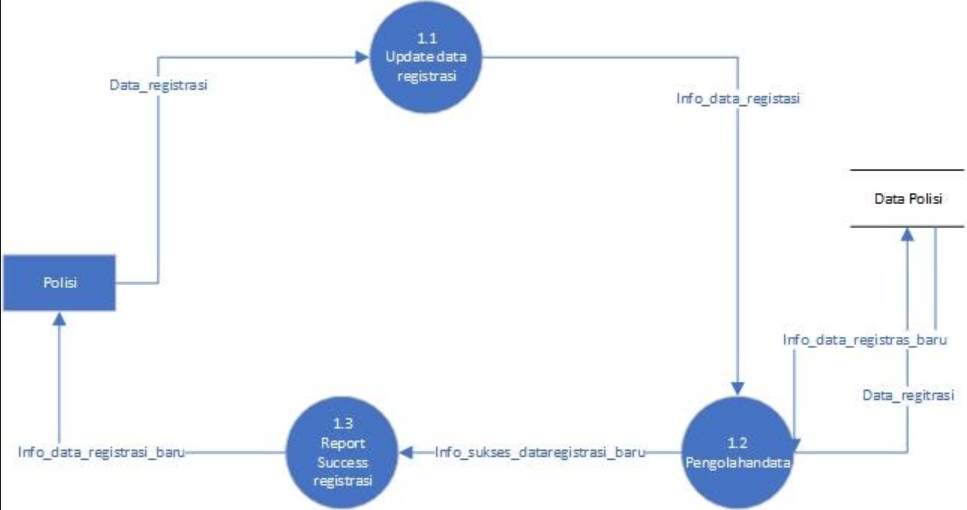 1.1
Update data
registrasi
Data_registrasi
Info_data_registasi
Data Polisi
Polisi
Info_data_registras_baru
Data_regitrasi
1.3
Report
Success
registrasi
1.2
Pengolahandata
Info_data_registrasi_baru
Info_sukses_dataregistrasi_baru